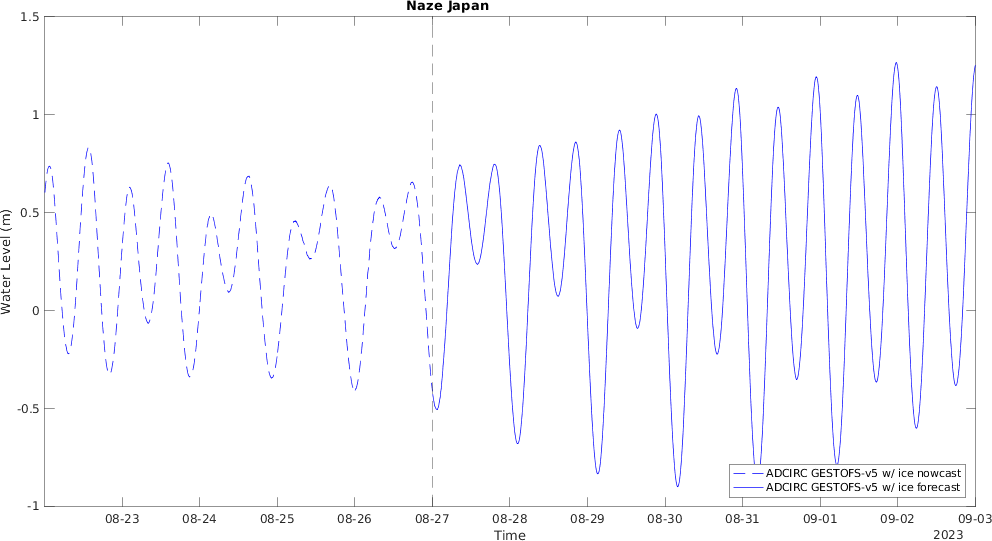 Naze Japan
Water Level (m)
1.5
1
0.5
0
-0.5
-1
ADCIRC GESTOFS-v5 w/ ice nowcast
ADCIRC GESTOFS-v5 w/ ice forecast
08-23 08-24 08-25 08-26 08-27 08-28 08-29 08-30 08-31 09-01 09-02 09-03
Time 2023